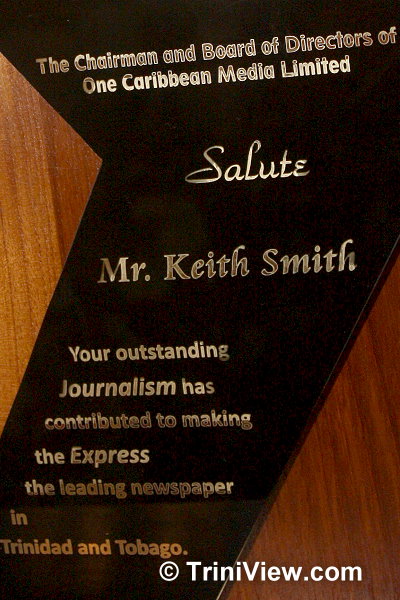 The Chairman and Board of Directors of
One Caribbean Media Limited
Salute
Mr. Keith Smith
Your outstanding
Journalism has
contributed to making
the Express
the leading newspaper
in
Trinidad and Tobago.
© TriniView.com